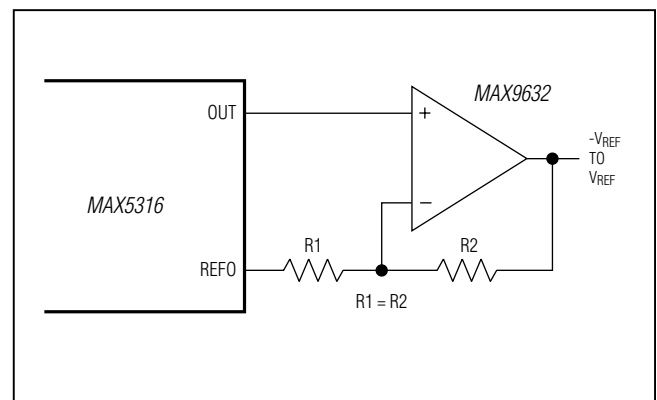 MAX9632
OUT
+
-VREF
TO
VREF
MAX5316
−
R1
R2
REFO
R1 = R2